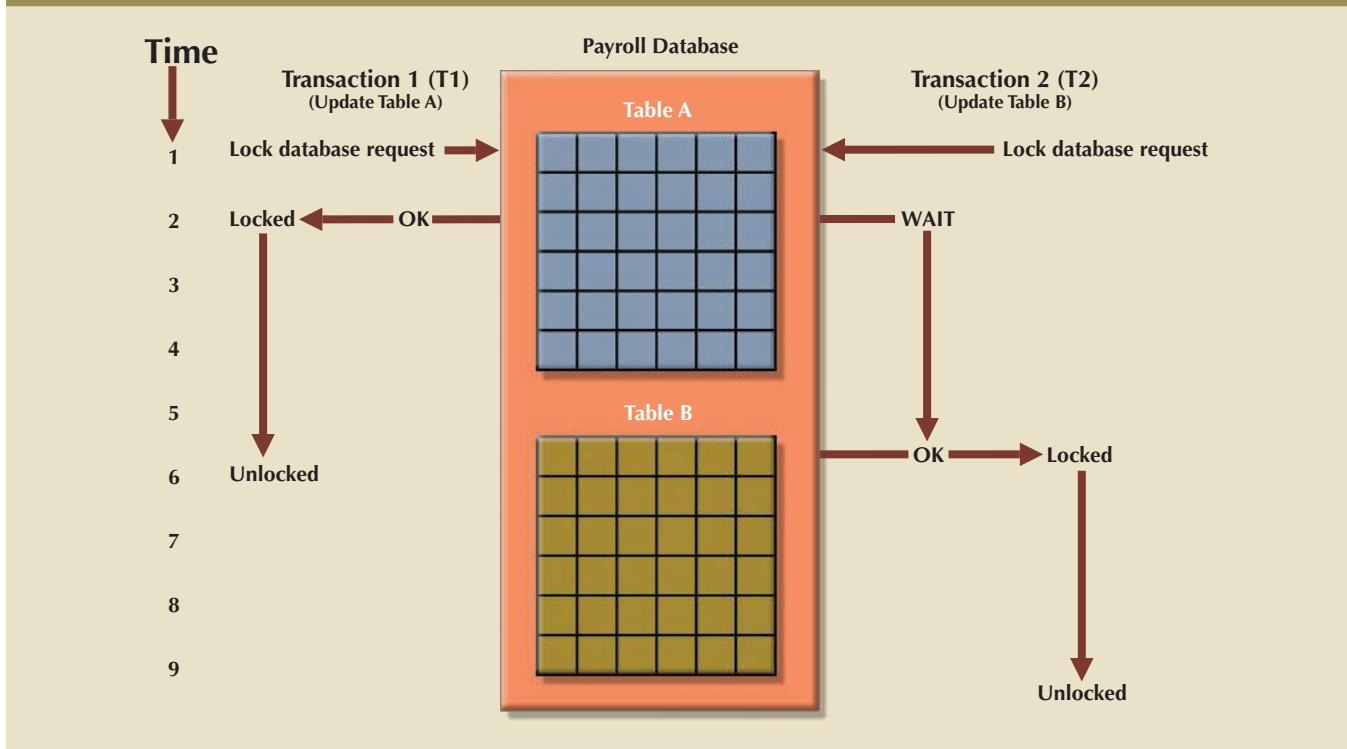 Time
Payroll Database
Transaction 1 (T1)
(Update Table A)
Transaction 2 (T2)
(Update Table B)
Table A
1
Lock database request
Lock database request
2
Locked
OK
WAIT
3
4
5
Table B
OK
Locked
6
Unlocked
7
8
9
Unlocked